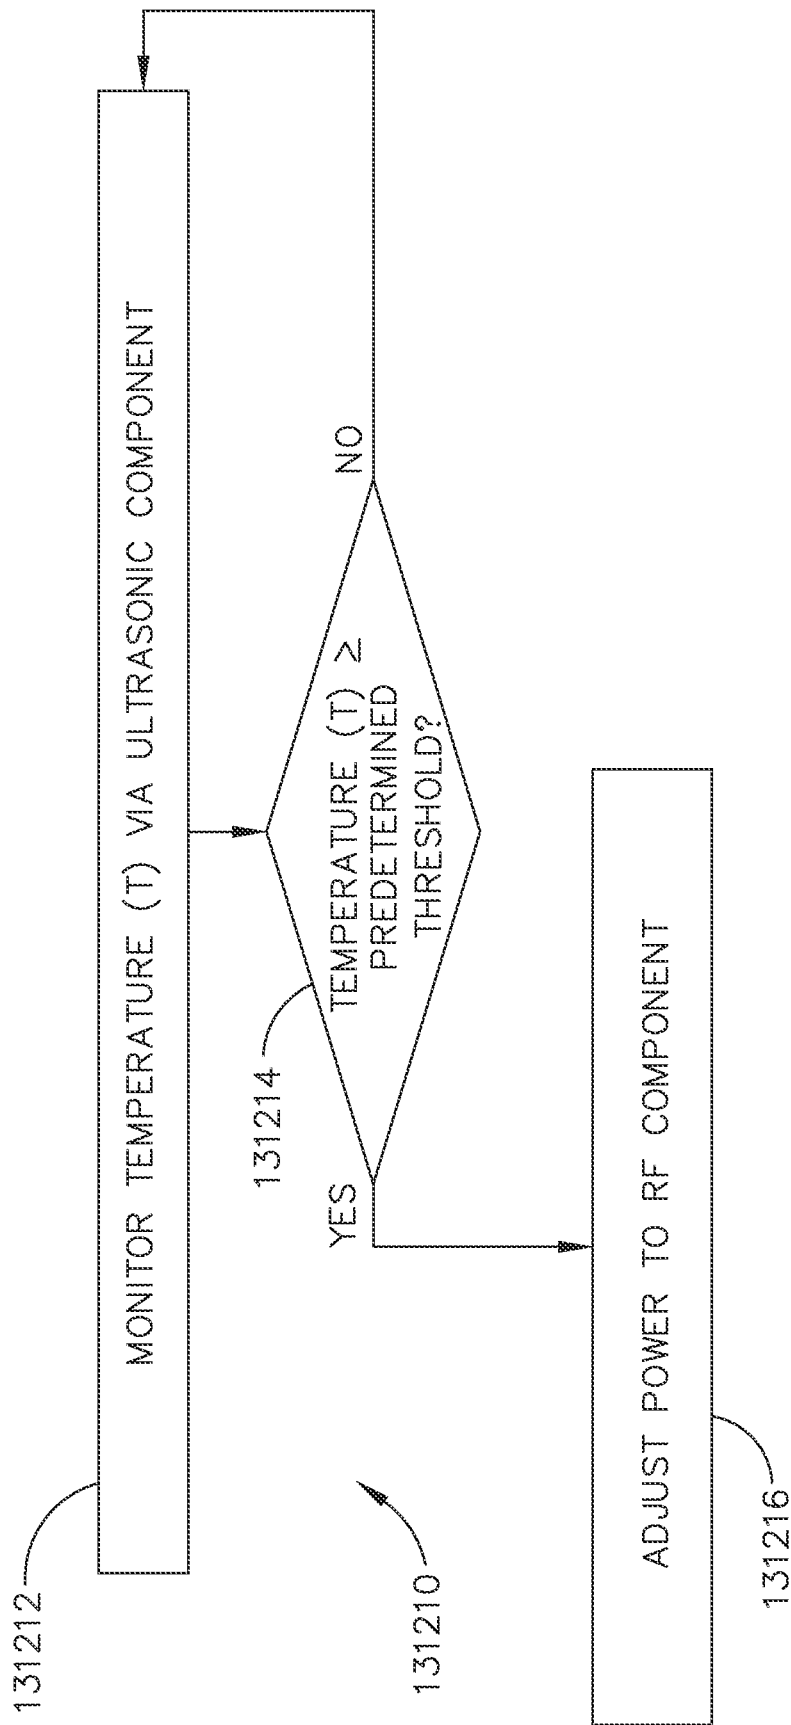 131212
MONITOR TEMPERATURE (T) VIA ULTRASONIC COMPONENT
131214
TEMPERATURE (T) ≥
PREDETERMINED
THRESHOLD?
YES
NO
131210
ADJUST POWER TO RF COMPONENT
131216